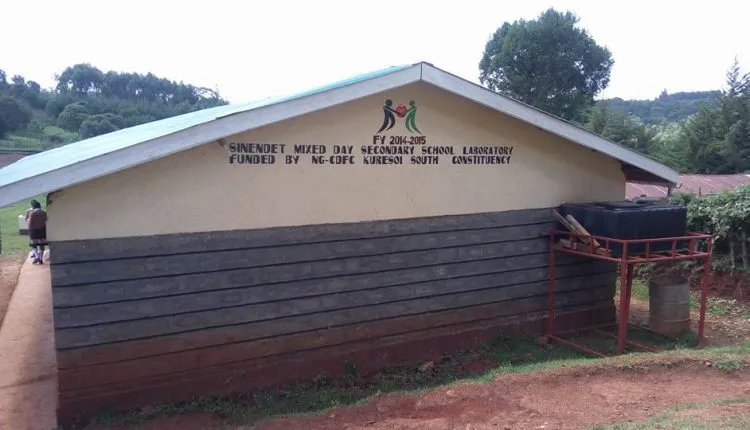 FY 2014-2015
SINENDET MIXED DAY SECONDARY SCHOOL LABORATORY
FUNDED BY NG-CDFC KURESOI SOUTH CONSTITUENCY